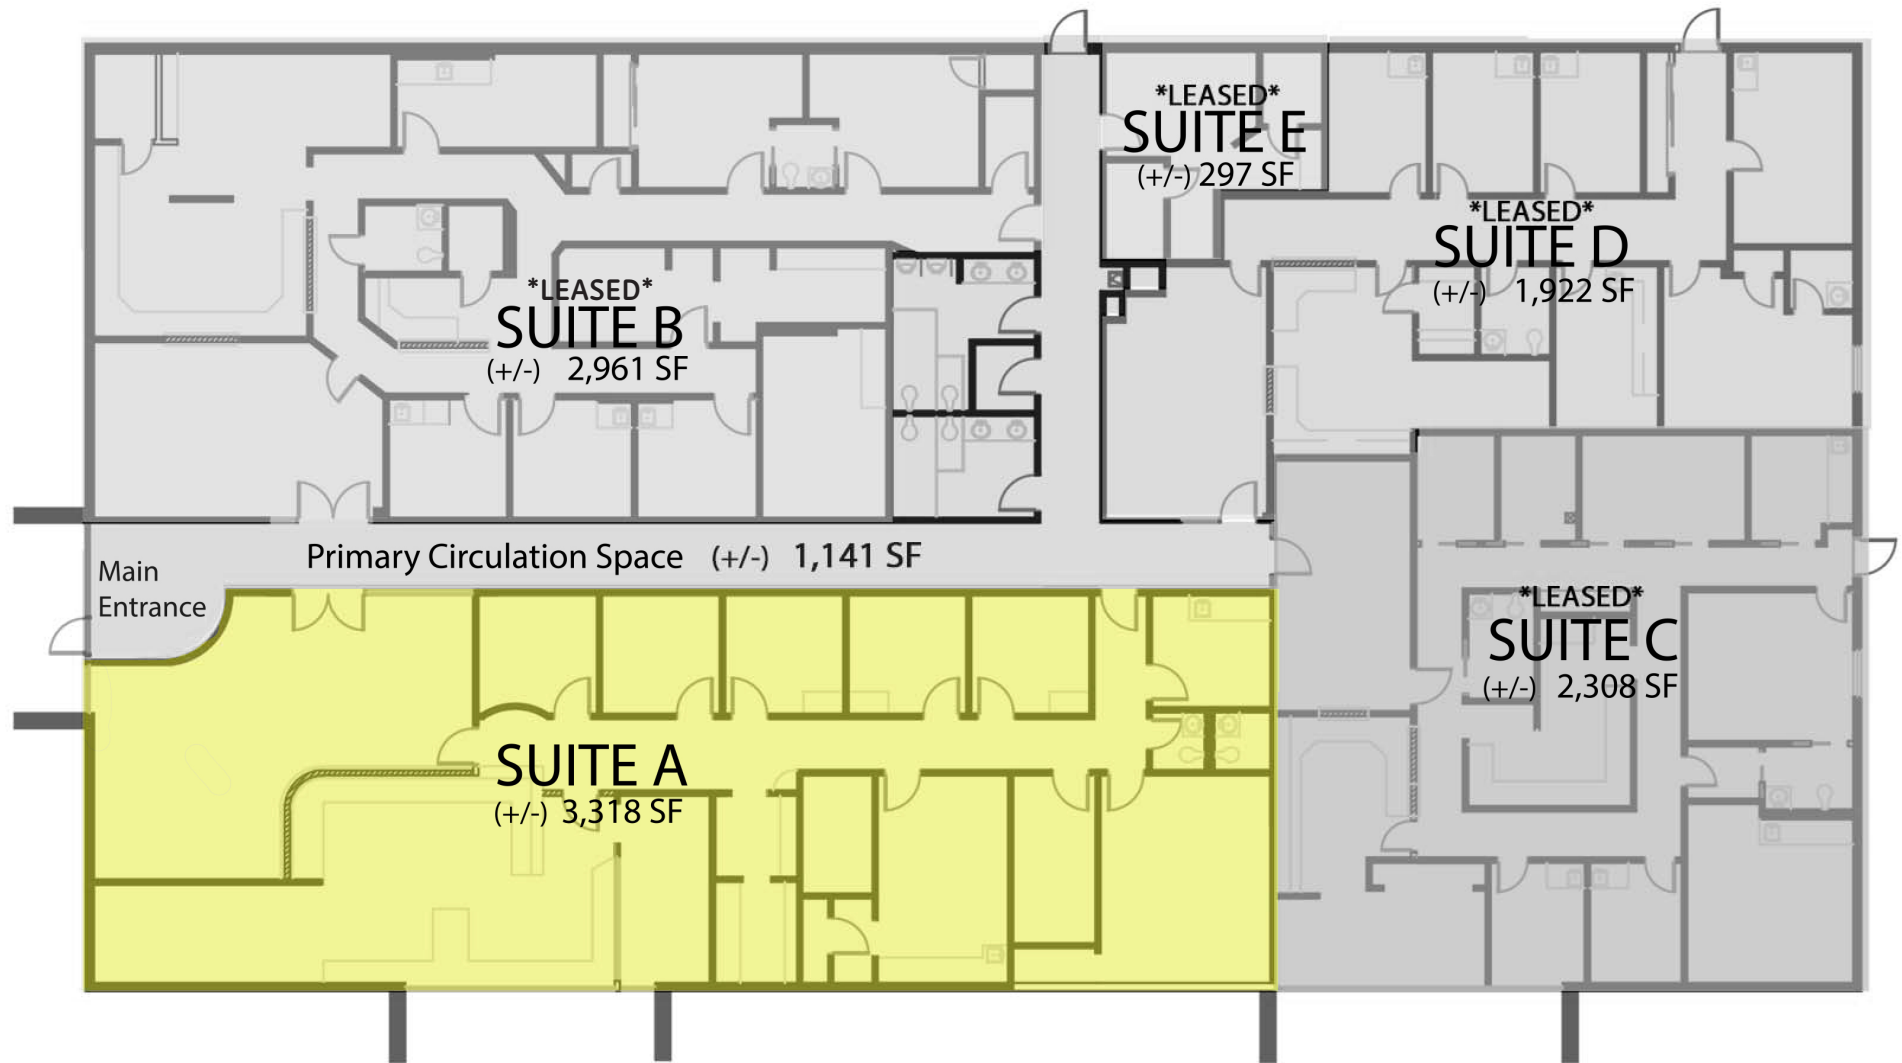 *LEASED*
SUITE E
(+/-) 297 SF
*LEASED*
SUITE D
(+/-) 1,922 SF
*LEASED*
SUITE B
(+/-) 2,961 SF
Primary Circulation Space (+/-) 1,141 SF
Main
Entrance
*LEASED*
SUITE C
(+/-) 2,308 SF
SUITE A
(+/-) 3,318 SF